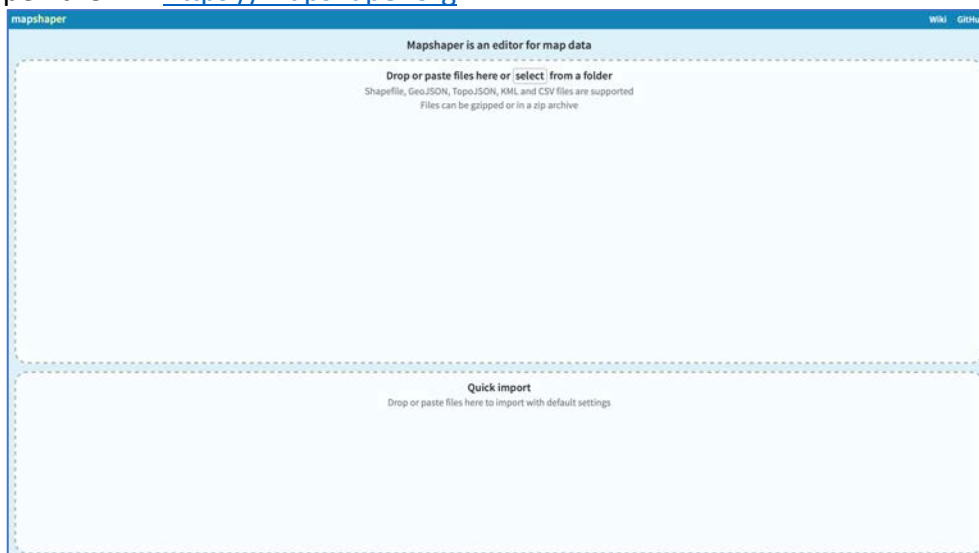 mapshaper
Wiki GitHu
Mapshaper is an editor for map data
Drop or paste files here or select from a folder
Shapefile, GeoJSON, TopoJSON, KML and CSV files are supported
Files can be gzipped or in a zip archive
Quick import
Drop or paste files here to import with default settings